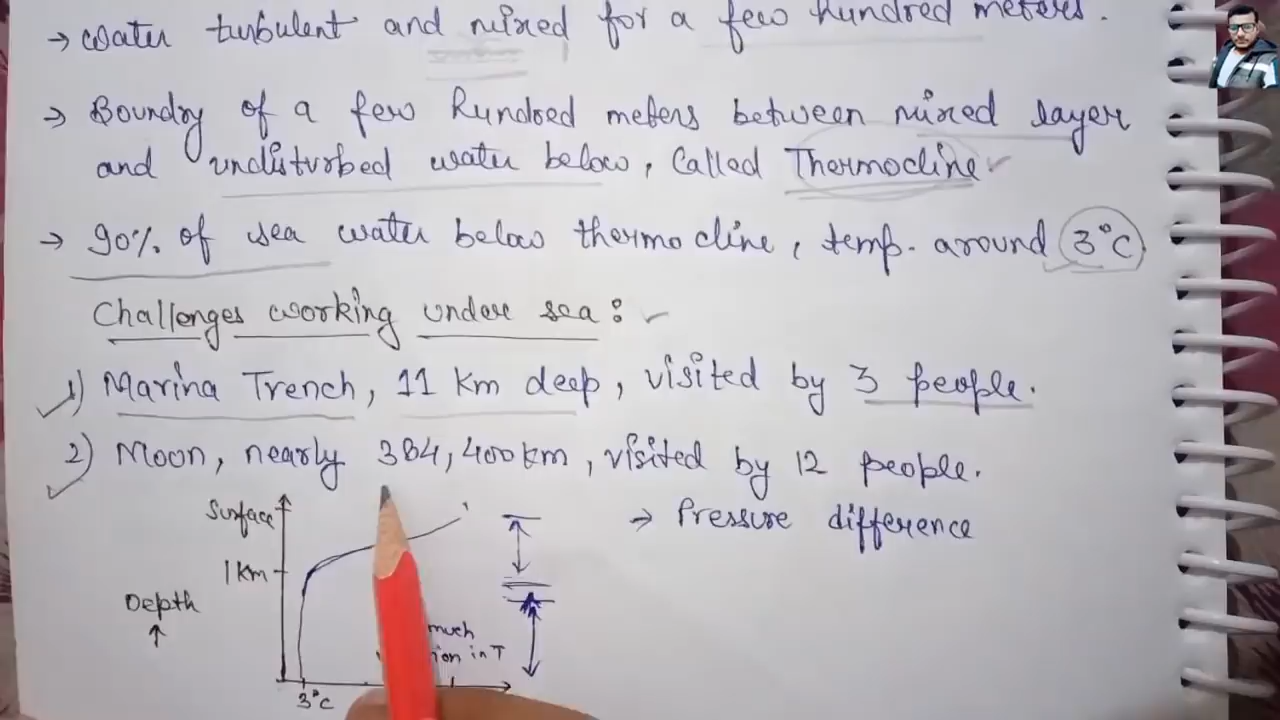 → Water turbulent and mixed for a few hundred meters.
→ Boundry of a few hundred meters between mixed layer
and undisturbed water below, Called Thermocline
→ 90% of sea water below thermocline, temp. around 3°C
Challenges working under sea:
1) Marina Trench, 11 Km deep, visited by 3 people.
2) Moon, nearly 384,400km, visited by 12 people.
Surface
→ Pressure difference
1 Km
Depth
much
in T
3°C